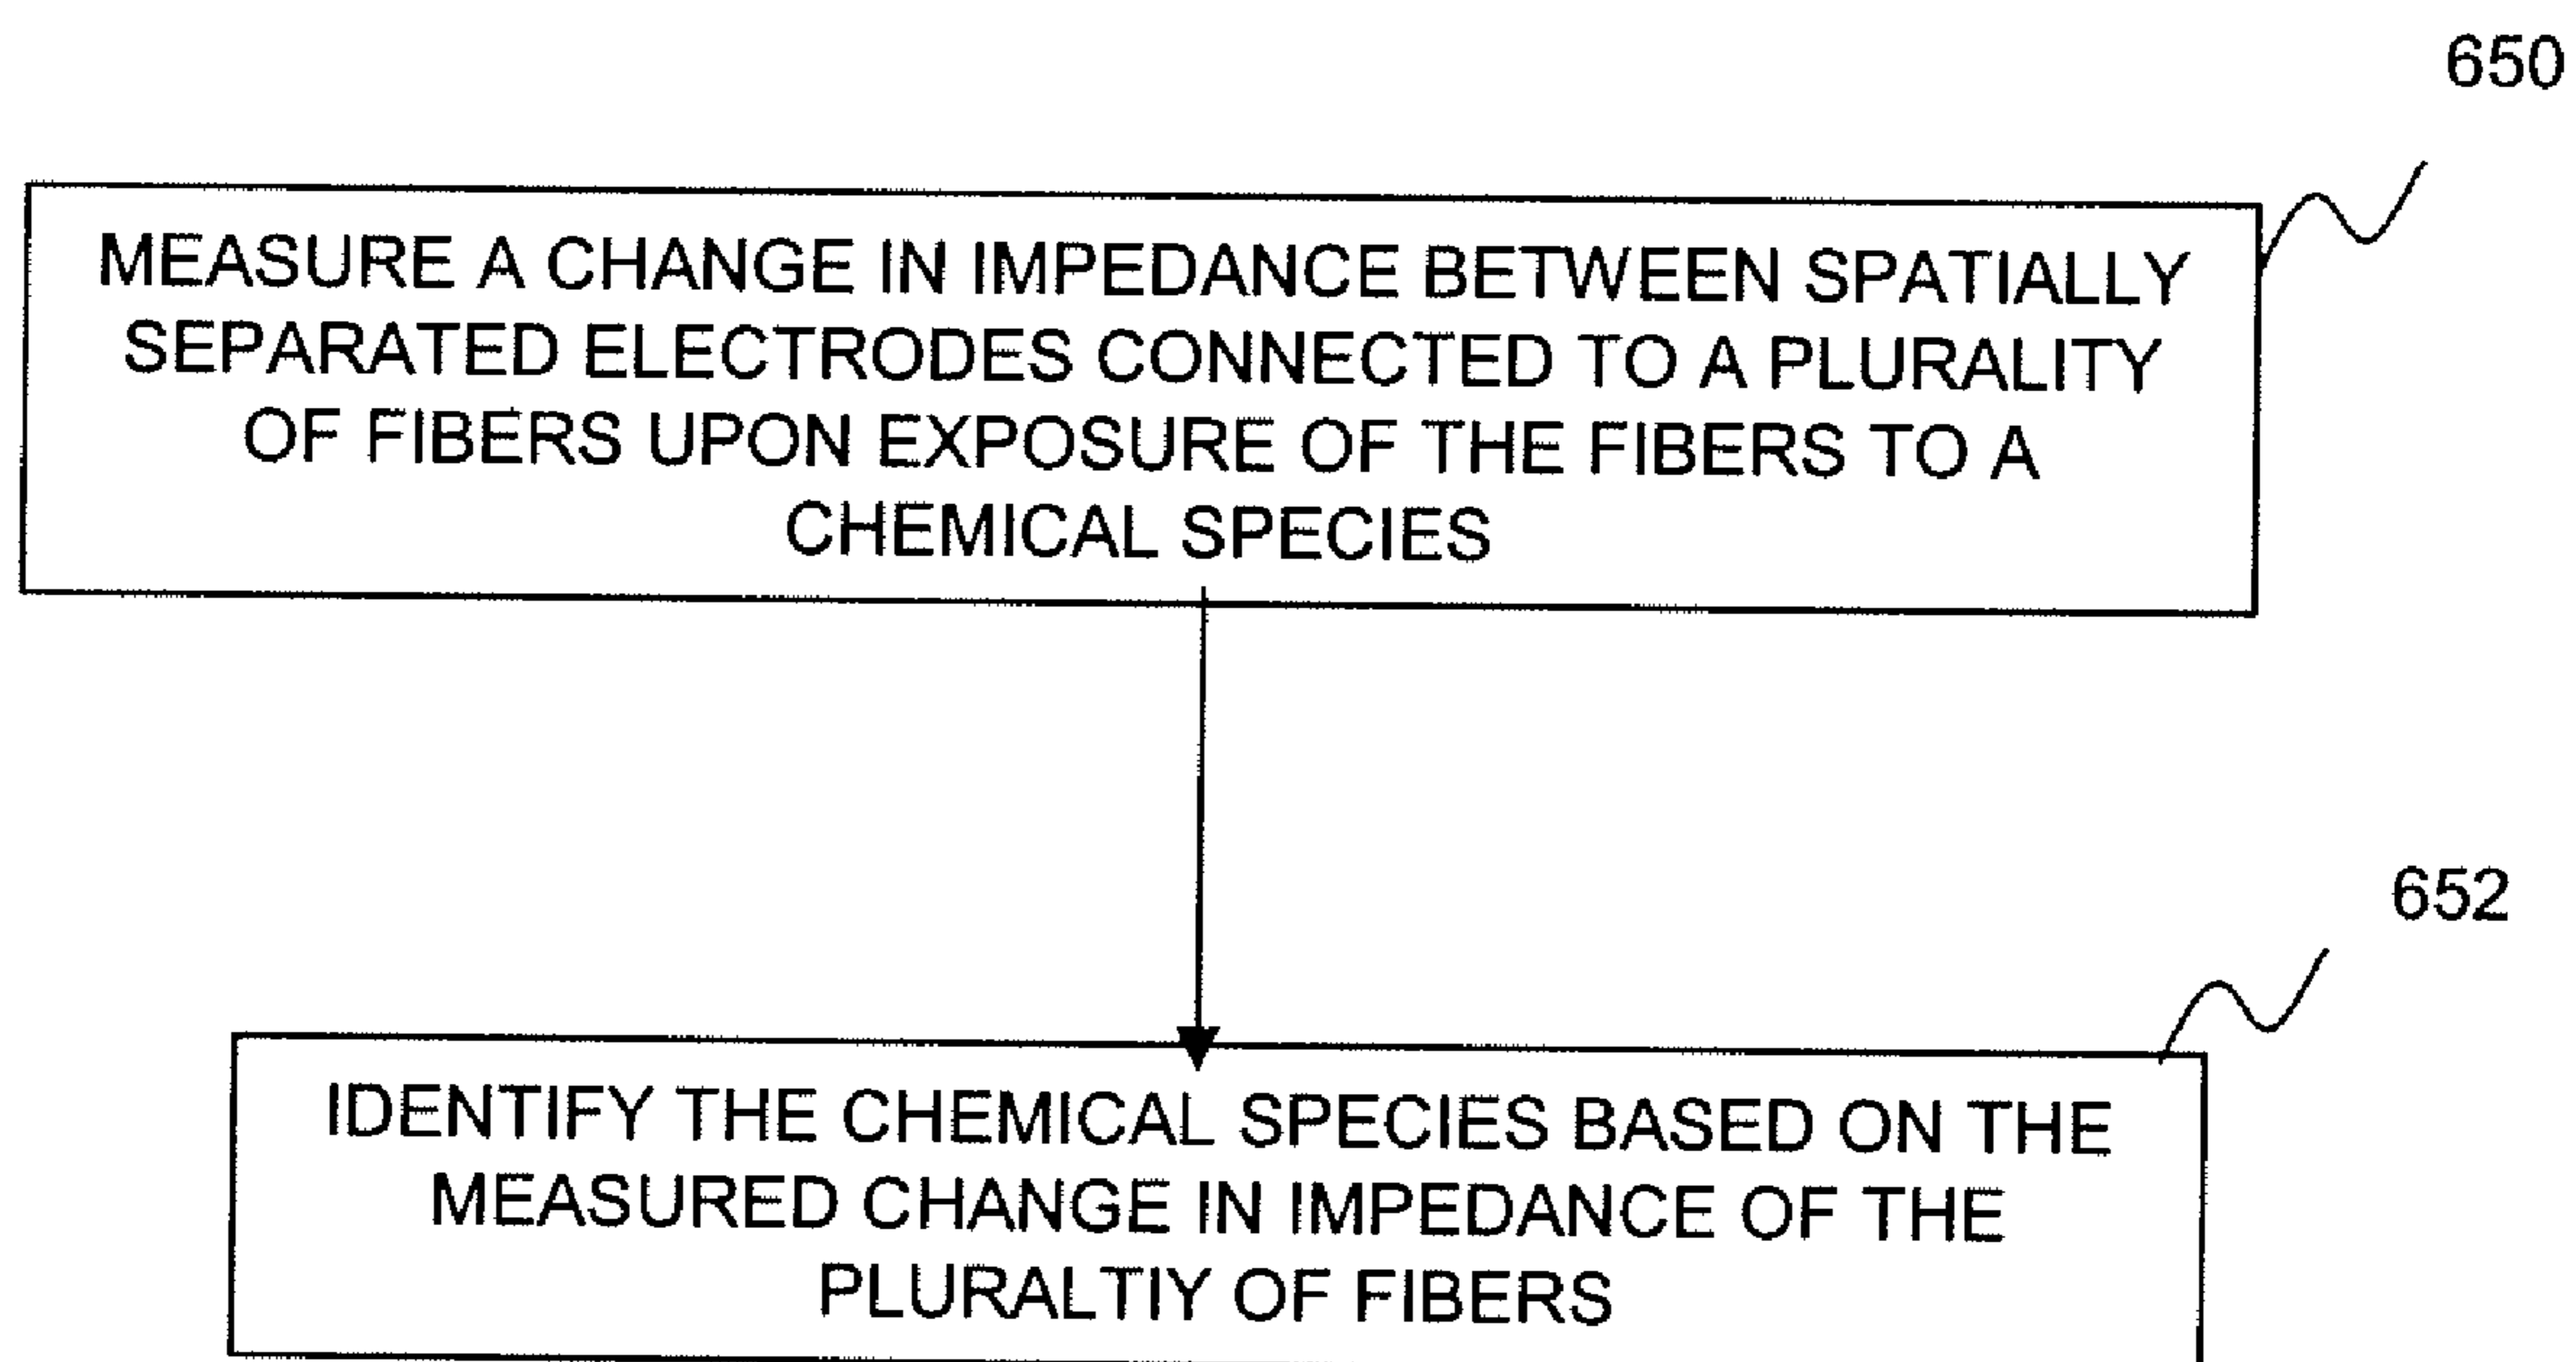 650
MEASURE A CHANGE IN IMPEDANCE BETWEEN SPATIALLY
SEPARATED ELECTRODES CONNECTED TO A PLURALITY
OF FIBERS UPON EXPOSURE OF THE FIBERS TO A
CHEMICAL SPECIES
652
IDENTIFY THE CHEMICAL SPECIES BASED ON THE
MEASURED CHANGE IN IMPEDANCE OF THE
PLURALTIY OF FIBERS